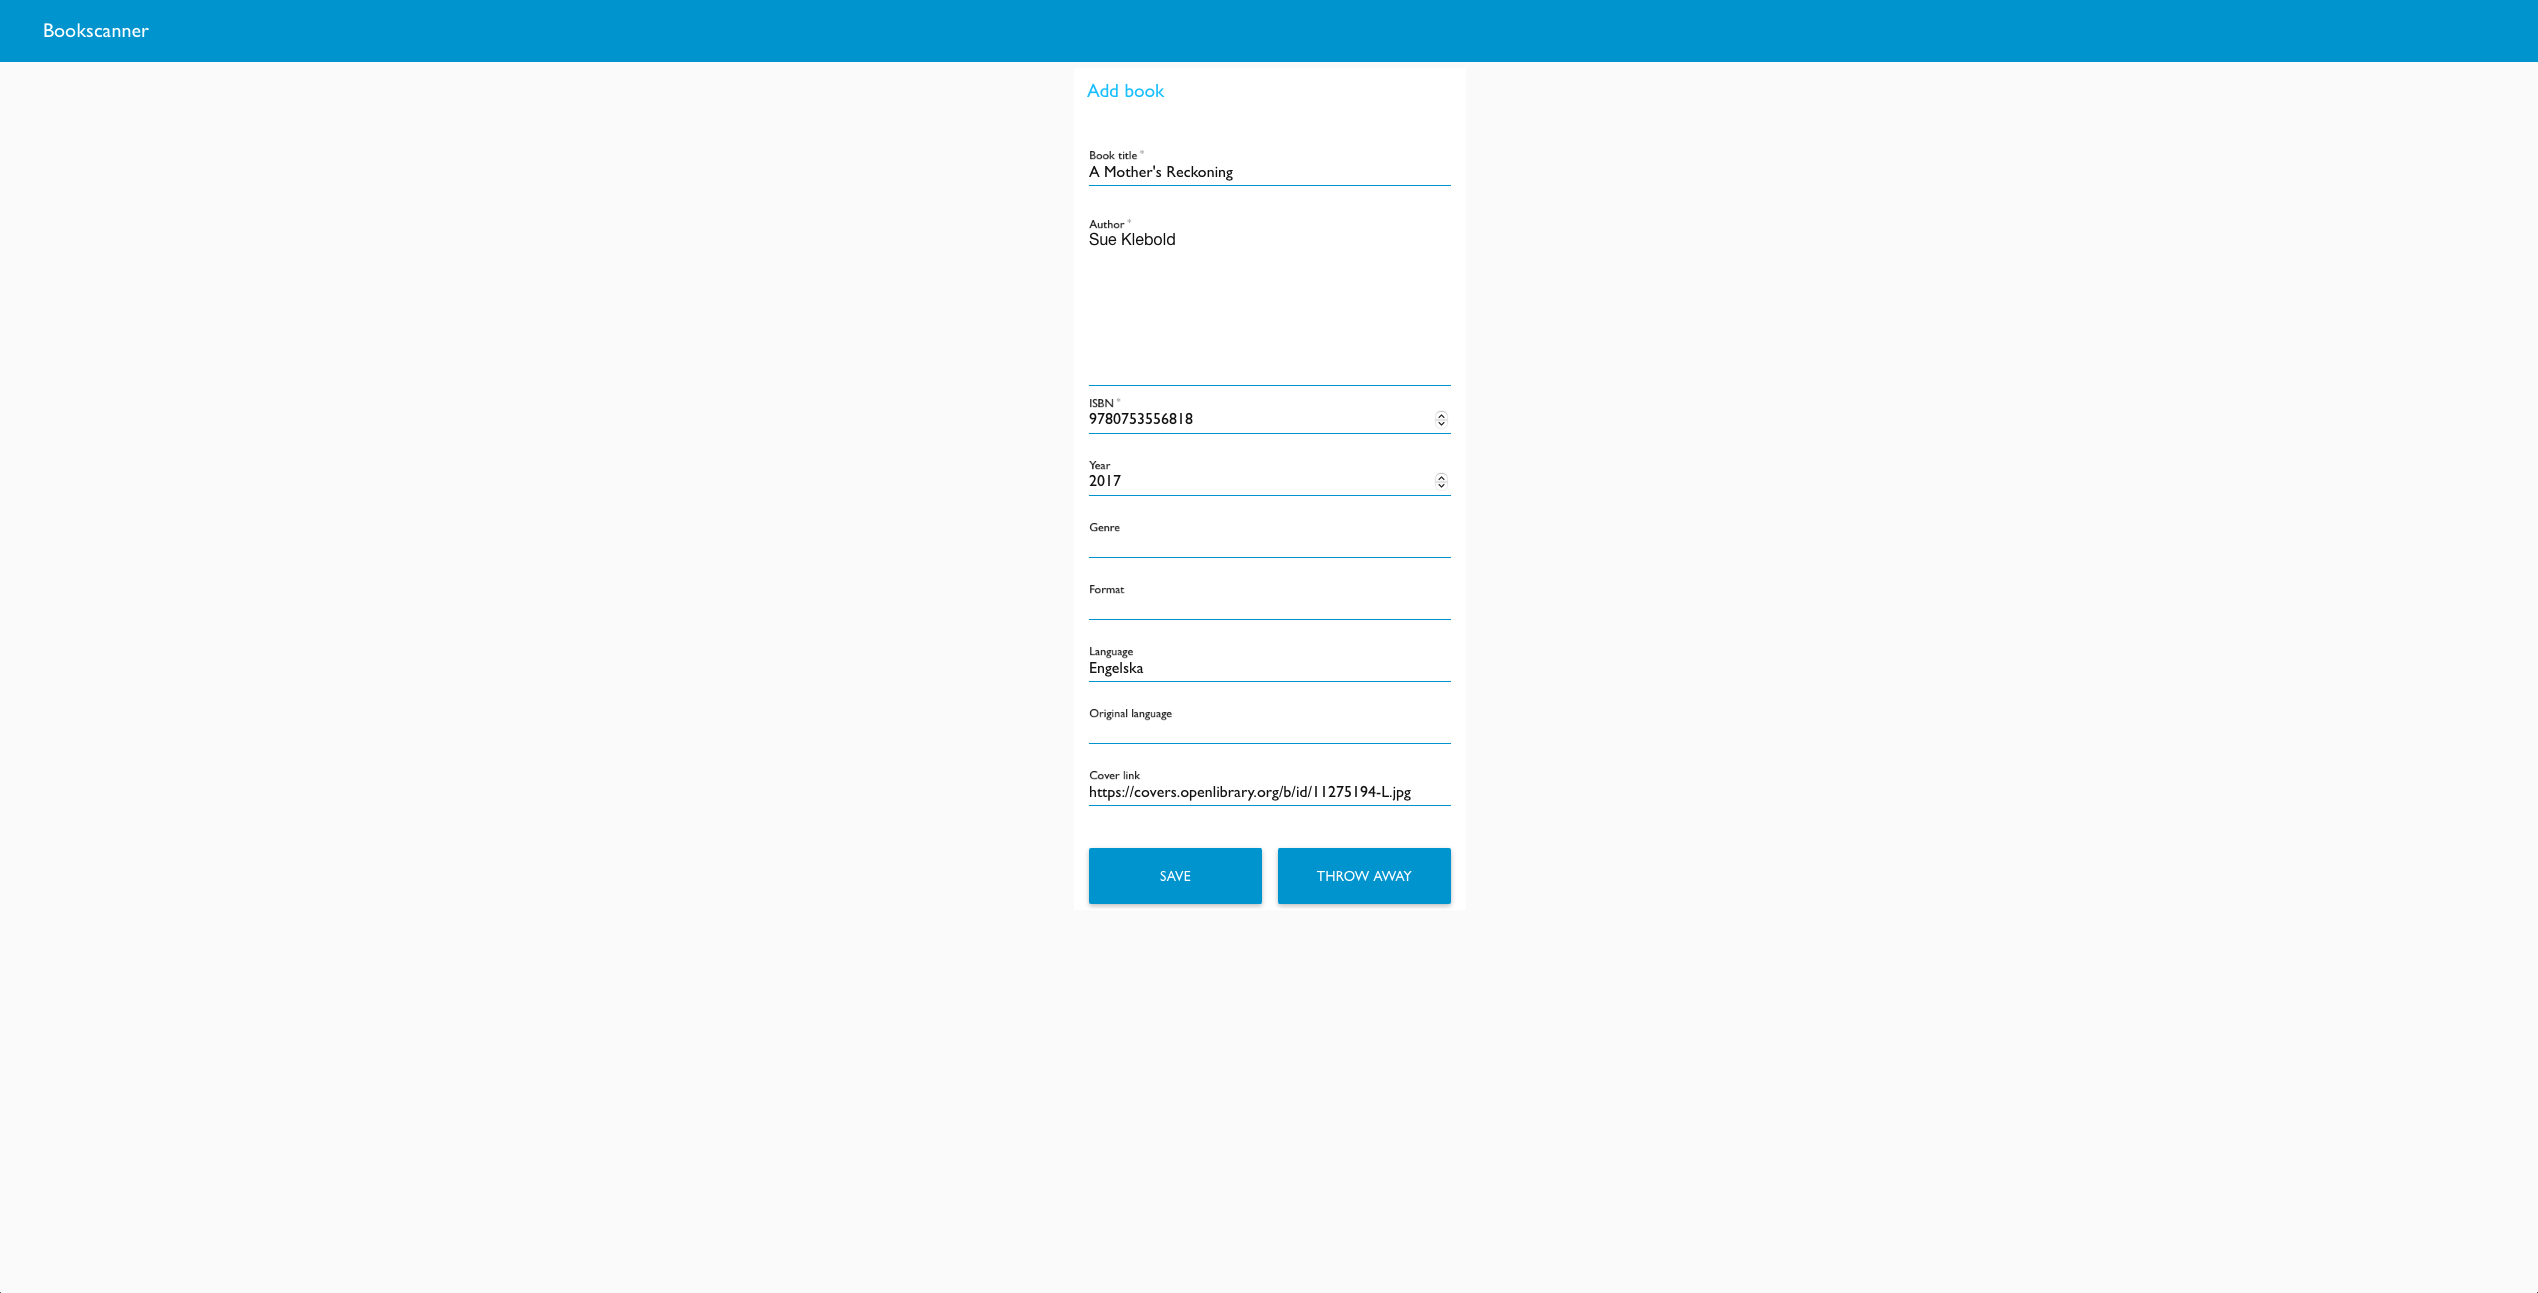 Bookscanner
Add book
Book title *
A Mother's Reckoning
Author *
Sue Klebold
ISBN *
9780753556818
Year
2017
Genre
Format
Language
Engelska
Original language
Cover link
https://covers.openlibrary.org/b/id/11275194-L.jpg
SAVE
THROW AWAY